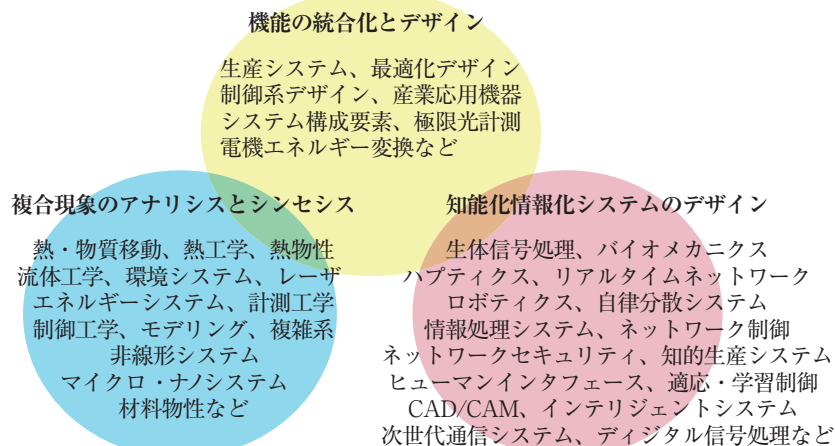 機能の統合化とデザイン
生産システム、最適化デザイン
制御系デザイン、産業応用機器
システム構成要素、極限光計測
電機エネルギー変換など
複合現象のアナリシスとシンセシス
熱・物質移動、熱工学、熱物性
流体工学、環境システム、レーザ
エネルギーシステム、計測工学
制御工学、モデリング、複雑系
非線形システム
マイクロ・ナノシステム
材料物性など
知能化情報化システムのデザイン
生体信号処理、バイオメカニクス
ハプティクス、リアルタイムネットワーク
ロボティクス、自律分散システム
情報処理システム、ネットワーク制御
ネットワークセキュリティ、知的生産システム
ヒューマンインタフェース、適応・学習制御
CAD/CAM、インテリジェントシステム
次世代通信システム、ディジタル信号処理など